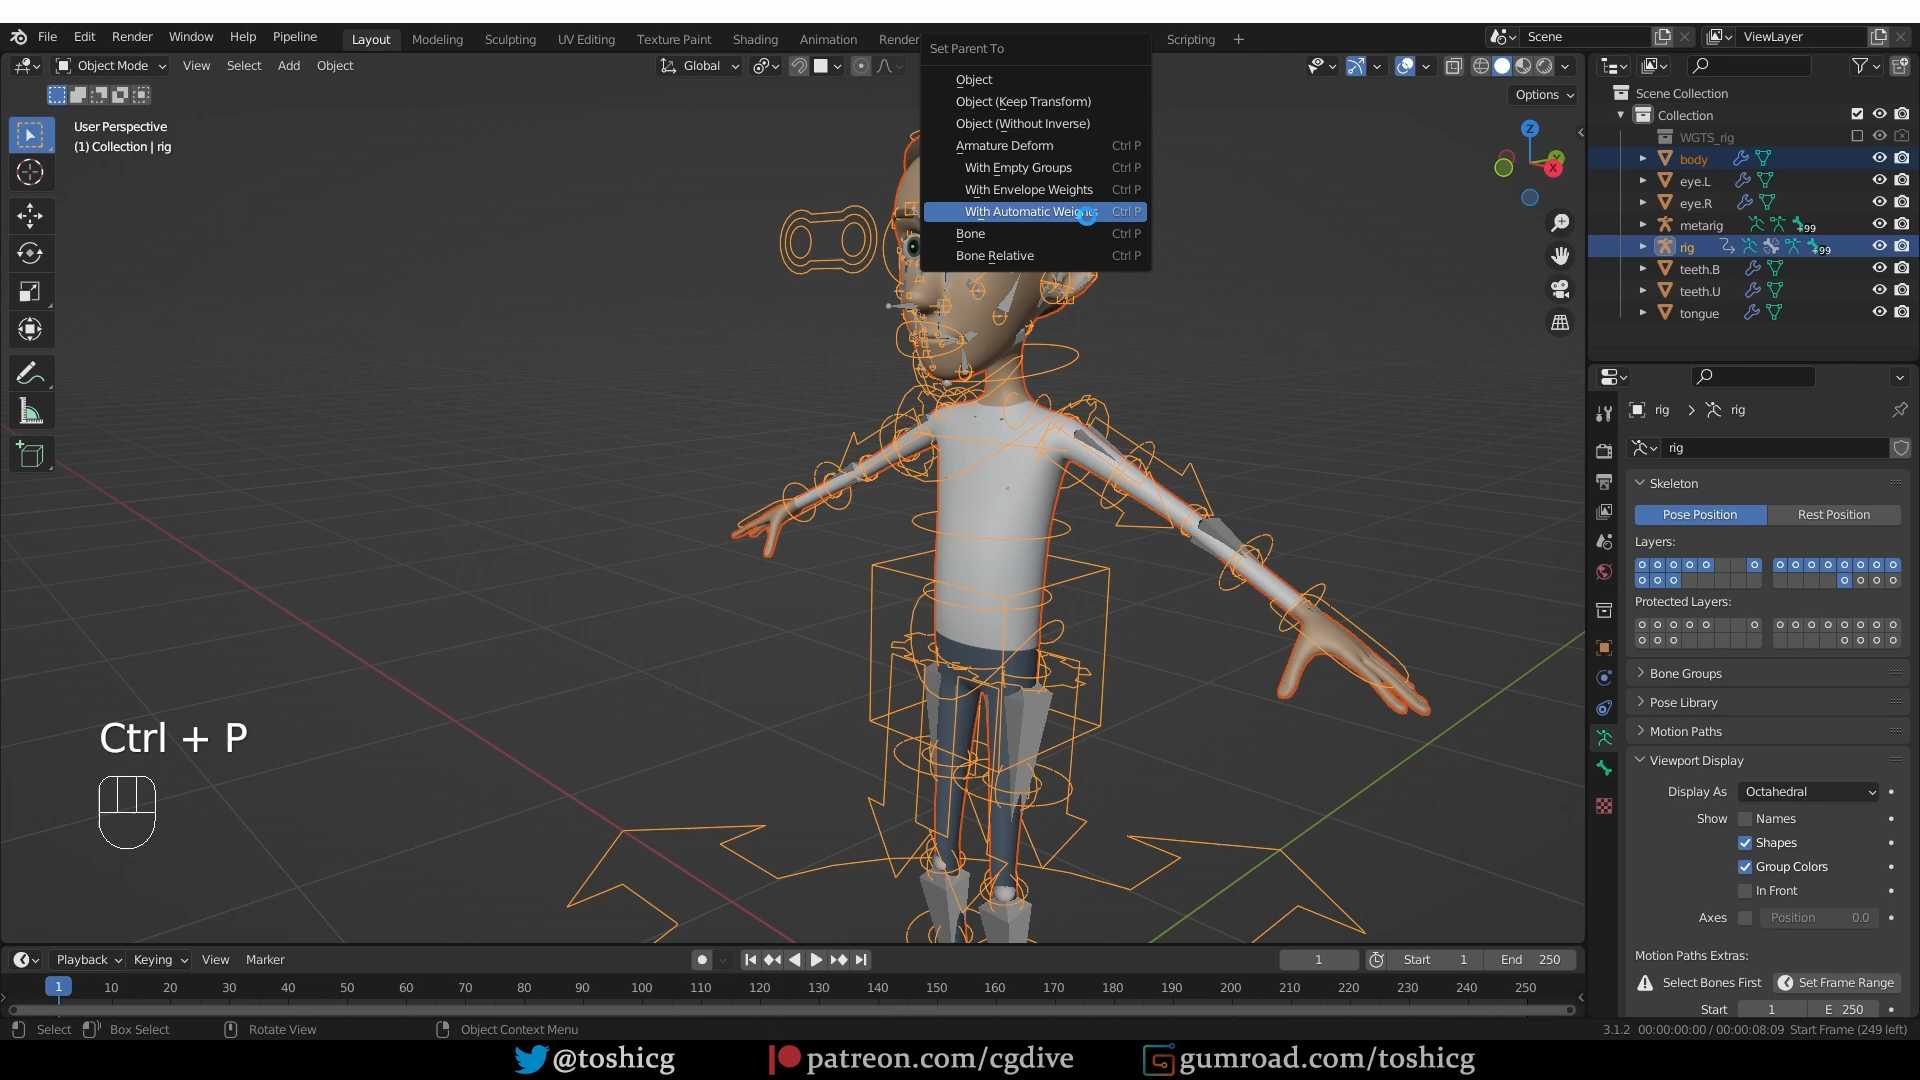 File Edit Render Window Help Pipeline Layout Modeling Sculpting UV Editing Texture Paint Shading Animation Render Scripting + Scene ViewLayer
Object Mode View Select Add Object Global
Options
User Perspective
(1) Collection | rig
Set Parent To
Object
Object (Keep Transform)
Object (Without Inverse)
Armature Deform Ctrl P
With Empty Groups Ctrl P
With Envelope Weights Ctrl P
With Automatic Weights Ctrl P
Bone Ctrl P
Bone Relative Ctrl P
Z
Y
X
Scene Collection
Collection
WGTS_rig
body
eye.L
eye.R
metarig +99
rig +99
teeth.B
teeth.U
tongue
rig > rig
rig
Skeleton
Pose Position Rest Position
Layers:
Protected Layers:
Bone Groups
Pose Library
Motion Paths
Viewport Display
Display As Octahedral
Show Names
Shapes
Group Colors
In Front
Axes Position 0.0
Motion Paths Extras:
Select Bones First Set Frame Range
Start 1 E 250
Ctrl + P
Playback Keying View Marker 1 Start 1 End 250
1 10 20 30 40 50 60 70 80 90 100 110 120 130 140 150 160 170 180 190 200 210 220 230 240 250
Select Box Select Rotate View Object Context Menu 3.1.2 00:00:00:00 / 00:00:08:09 Start Frame (249 left)
@toshicg patreon.com/cgdive gumroad.com/toshicg